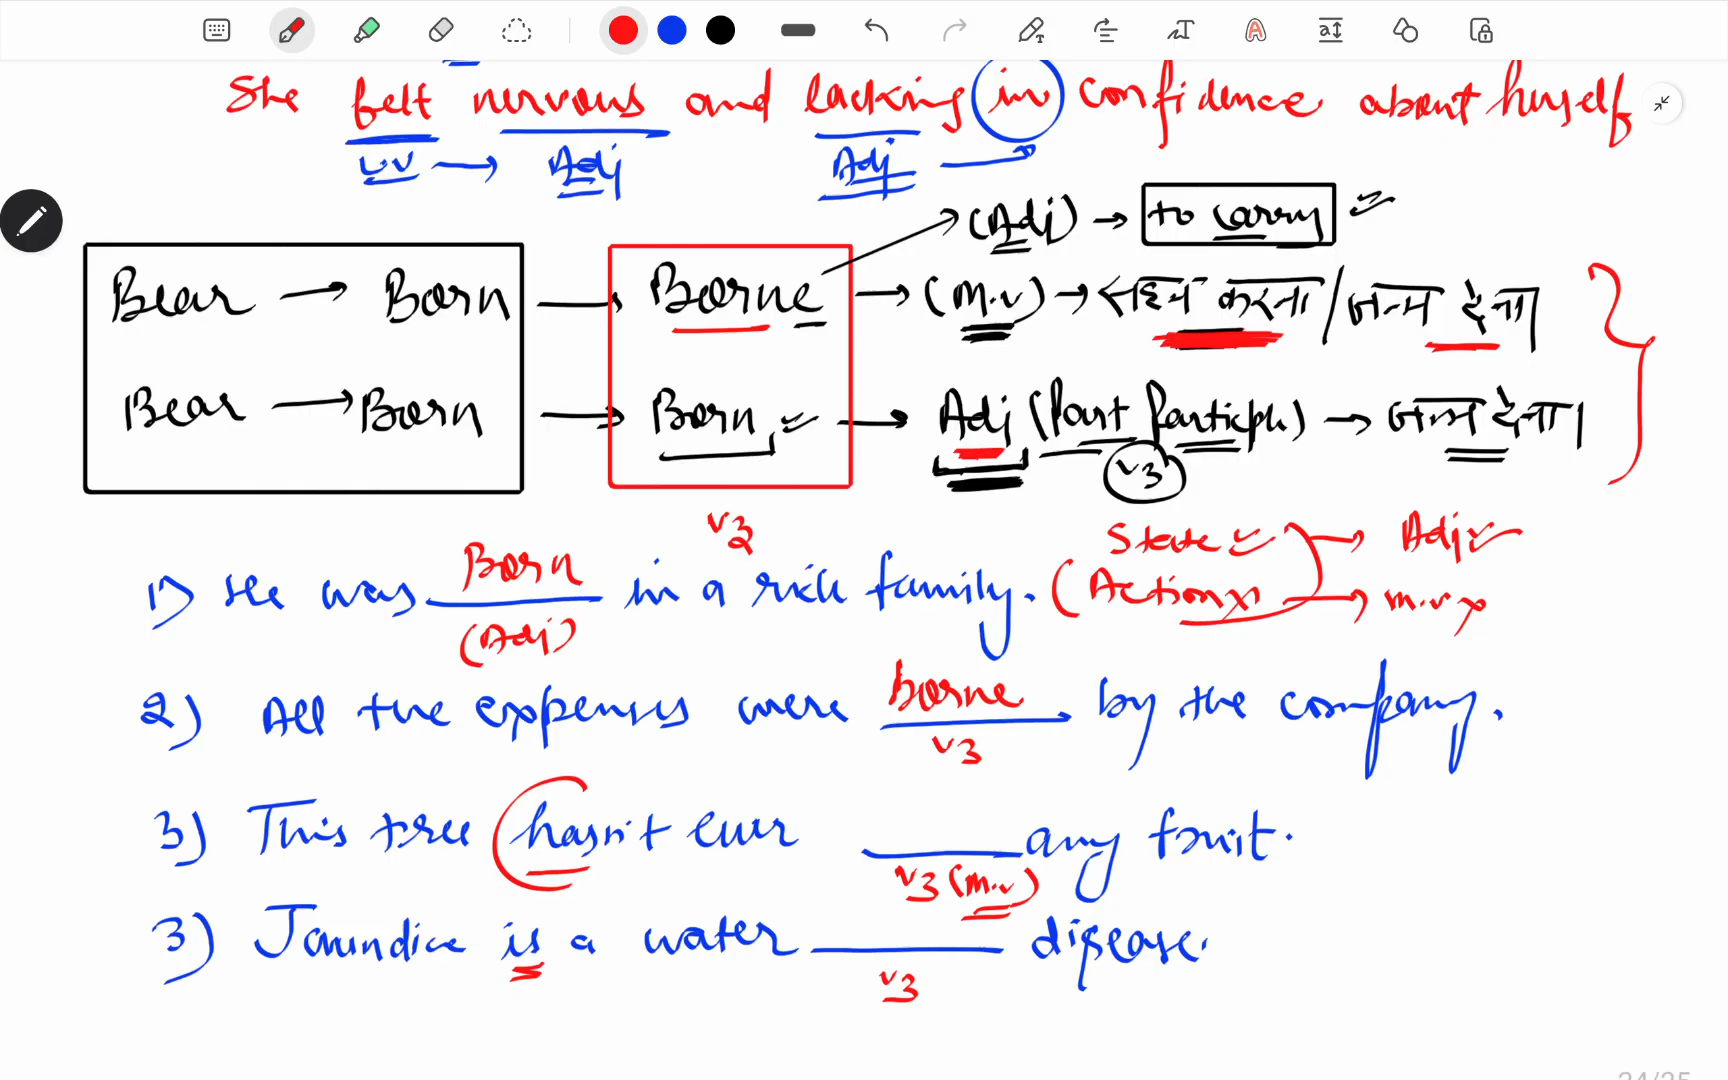 She felt nervous and lacking in confidence about herself
LV → Adj Adj →
(Adj) → to carry
Bear → Born → Borne → (m.v) → सहन करना / जन्म देना
Bear → Born → Born → Adj (Past Participle) → जन्म देना
V3
V3
State → Adj
1) He was Born in a rich family. (Action x → m.v x
(Adj)
2) All the expenses were borne by the company.
V3
3) This tree hasn't ever ____ any fruit.
V3 (m.v)
3) Jaundice is a water ____ disease.
V3